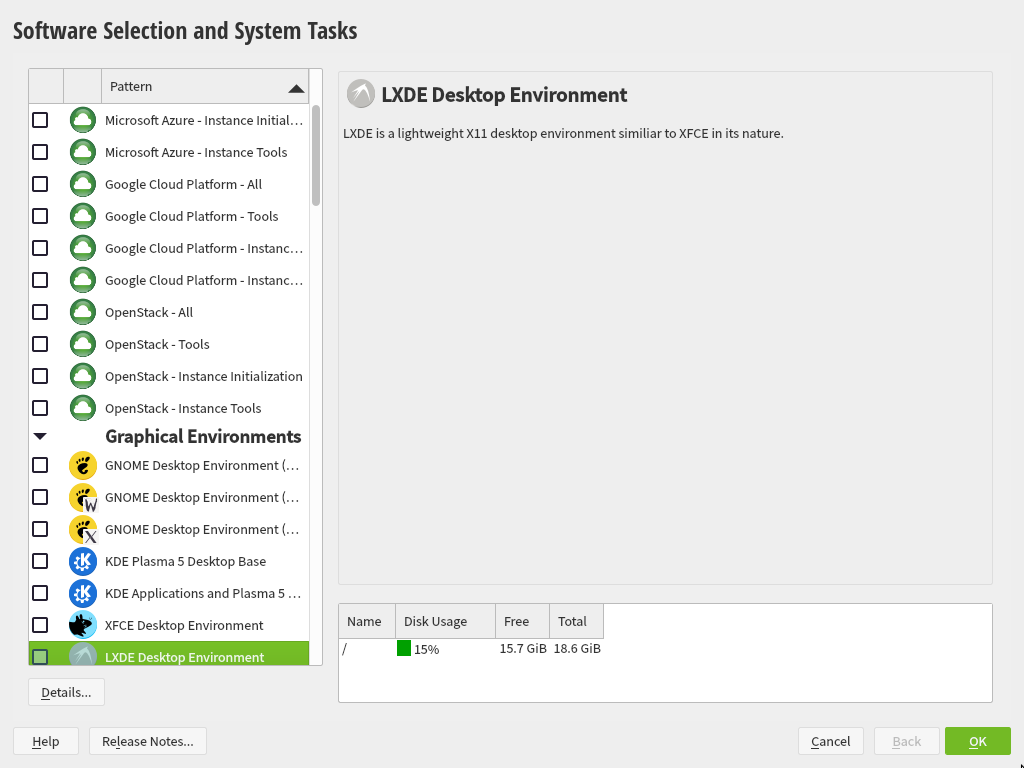 Software Selection and System Tasks
Pattern
Microsoft Azure - Instance Initial…
Microsoft Azure - Instance Tools
Google Cloud Platform - All
Google Cloud Platform - Tools
Google Cloud Platform - Instanc…
Google Cloud Platform - Instanc…
OpenStack - All
OpenStack - Tools
OpenStack - Instance Initialization
OpenStack - Instance Tools
Graphical Environments
GNOME Desktop Environment (…
GNOME Desktop Environment (…
GNOME Desktop Environment (…
KDE Plasma 5 Desktop Base
KDE Applications and Plasma 5 …
XFCE Desktop Environment
LXDE Desktop Environment
Details...
LXDE Desktop Environment
LXDE is a lightweight X11 desktop environment similiar to XFCE in its nature.
Name Disk Usage Free Total
/ 15% 15.7 GiB 18.6 GiB
Help Release Notes... Cancel Back OK